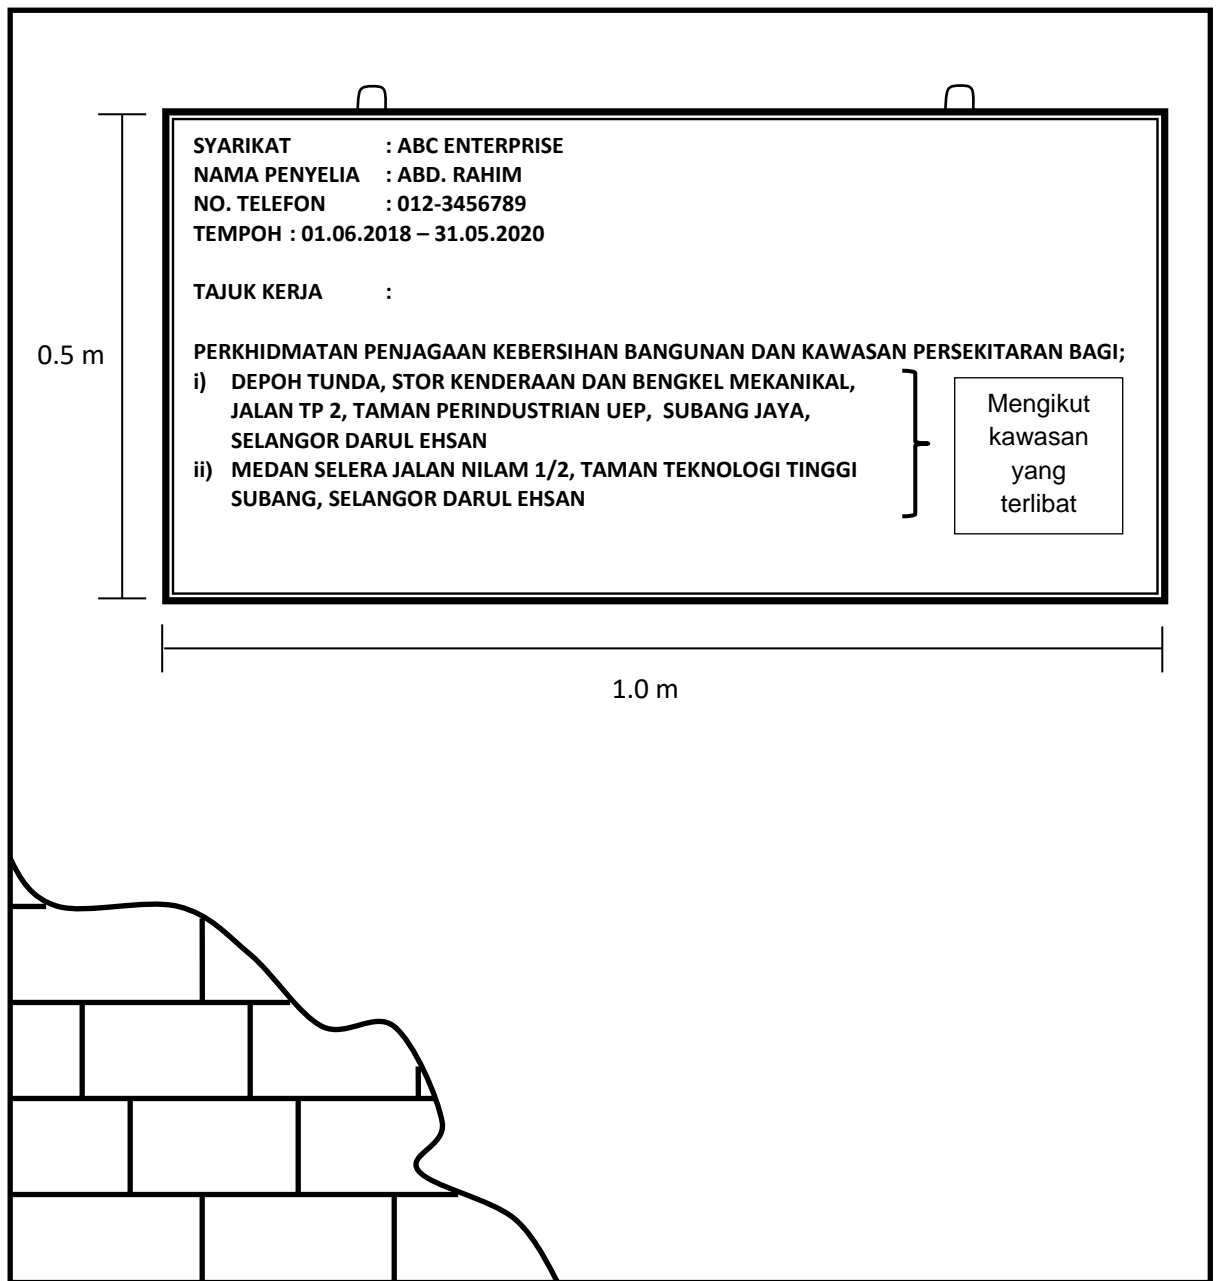 SYARIKAT : ABC ENTERPRISE
NAMA PENYELIA : ABD. RAHIM
NO. TELEFON : 012-3456789
TEMPOH : 01.06.2018 – 31.05.2020
TAJUK KERJA :
PERKHIDMATAN PENJAGAAN KEBERSIHAN BANGUNAN DAN KAWASAN PERSEKITARAN BAGI;
i) DEPOH TUNDA, STOR KENDERAAN DAN BENGKEL MEKANIKAL,
JALAN TP 2, TAMAN PERINDUSTRIAN UEP, SUBANG JAYA,
SELANGOR DARUL EHSAN
ii) MEDAN SELERA JALAN NILAM 1/2, TAMAN TEKNOLOGI TINGGI
SUBANG, SELANGOR DARUL EHSAN
Mengikut
kawasan
yang
terlibat
0.5 m
1.0 m